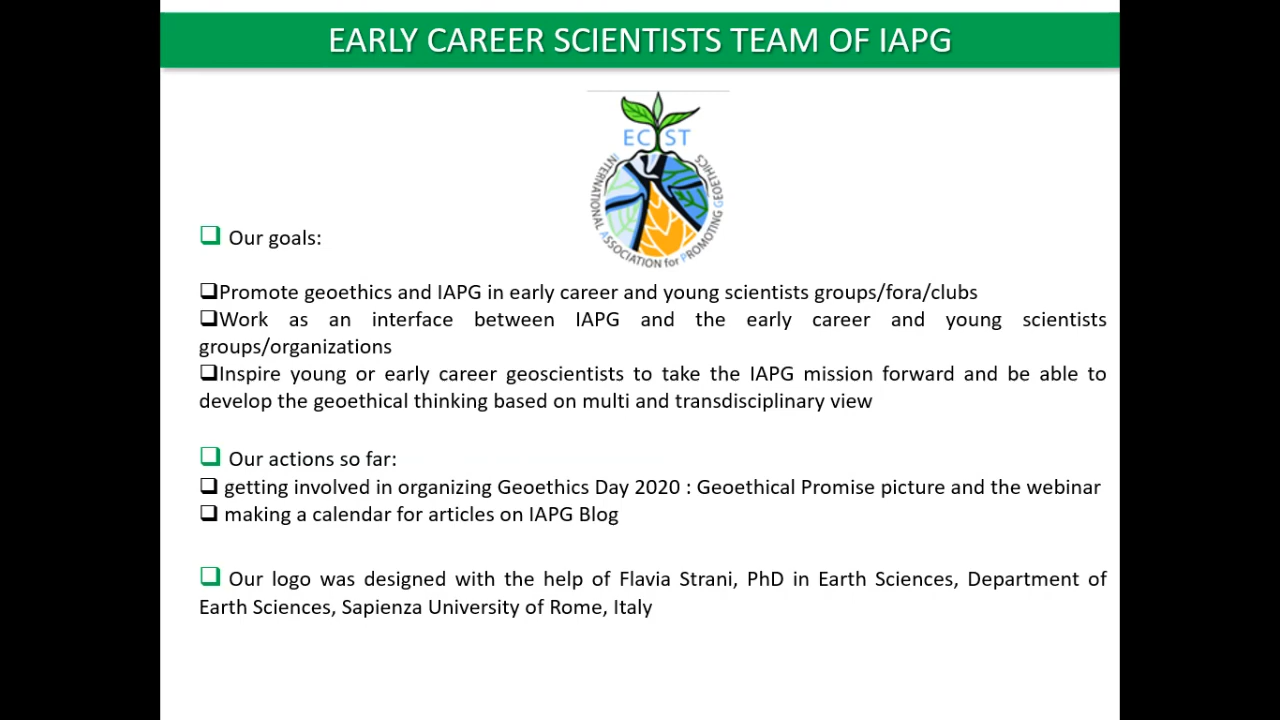 EARLY CAREER SCIENTISTS TEAM OF IAPG
ECST
INTERNATIONAL ASSOCIATION for PROMOTING GEOETHICS
Our goals:
Promote geoethics and IAPG in early career and young scientists groups/fora/clubs
Work as an interface between IAPG and the early career and young scientists
groups/organizations
Inspire young or early career geoscientists to take the IAPG mission forward and be able to
develop the geoethical thinking based on multi and transdisciplinary view
Our actions so far:
getting involved in organizing Geoethics Day 2020 : Geoethical Promise picture and the webinar
making a calendar for articles on IAPG Blog
Our logo was designed with the help of Flavia Strani, PhD in Earth Sciences, Department of
Earth Sciences, Sapienza University of Rome, Italy